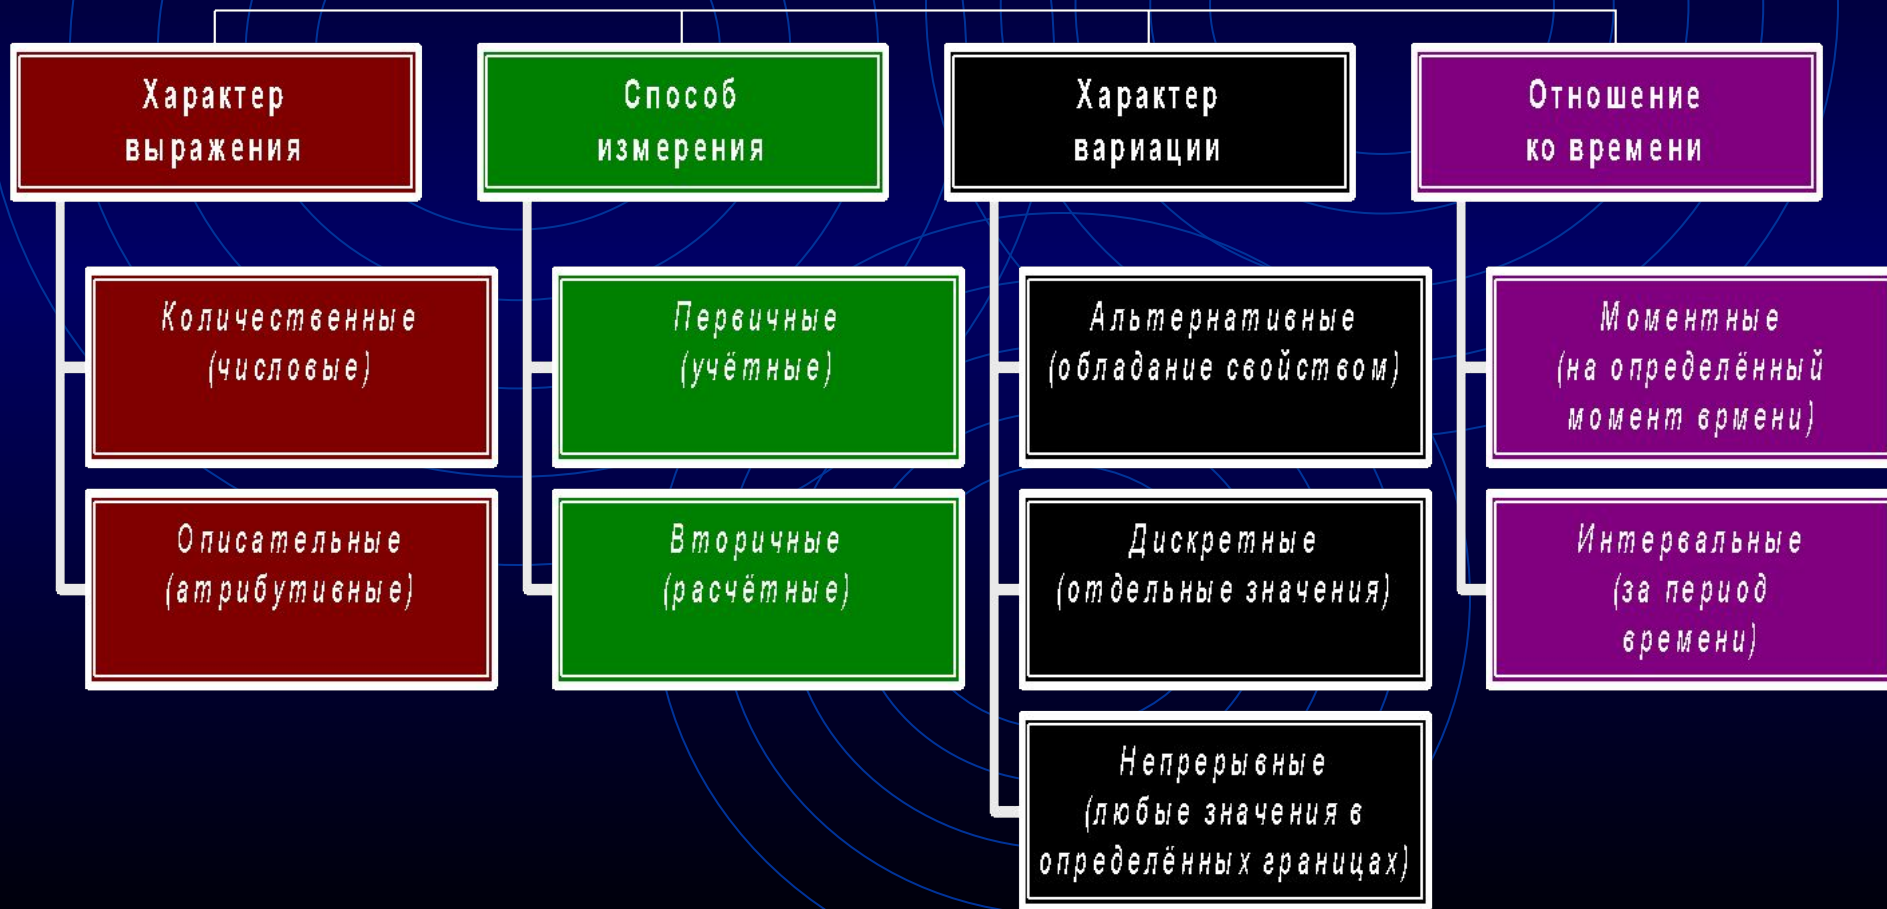 Характер
выражения
Количественные
(числовые)
Описательные
(атрибутивные)
Способ
измерения
Первичные
(учётные)
Вторичные
(расчётные)
Характер
вариации
Альтернативные
(обладание свойством)
Дискретные
(отдельные значения)
Непрерывные
(любые значения в
определённых границах)
Отношение
ко времени
Моментные
(на определённый
момент врмени)
Интервальные
(за период
времени)